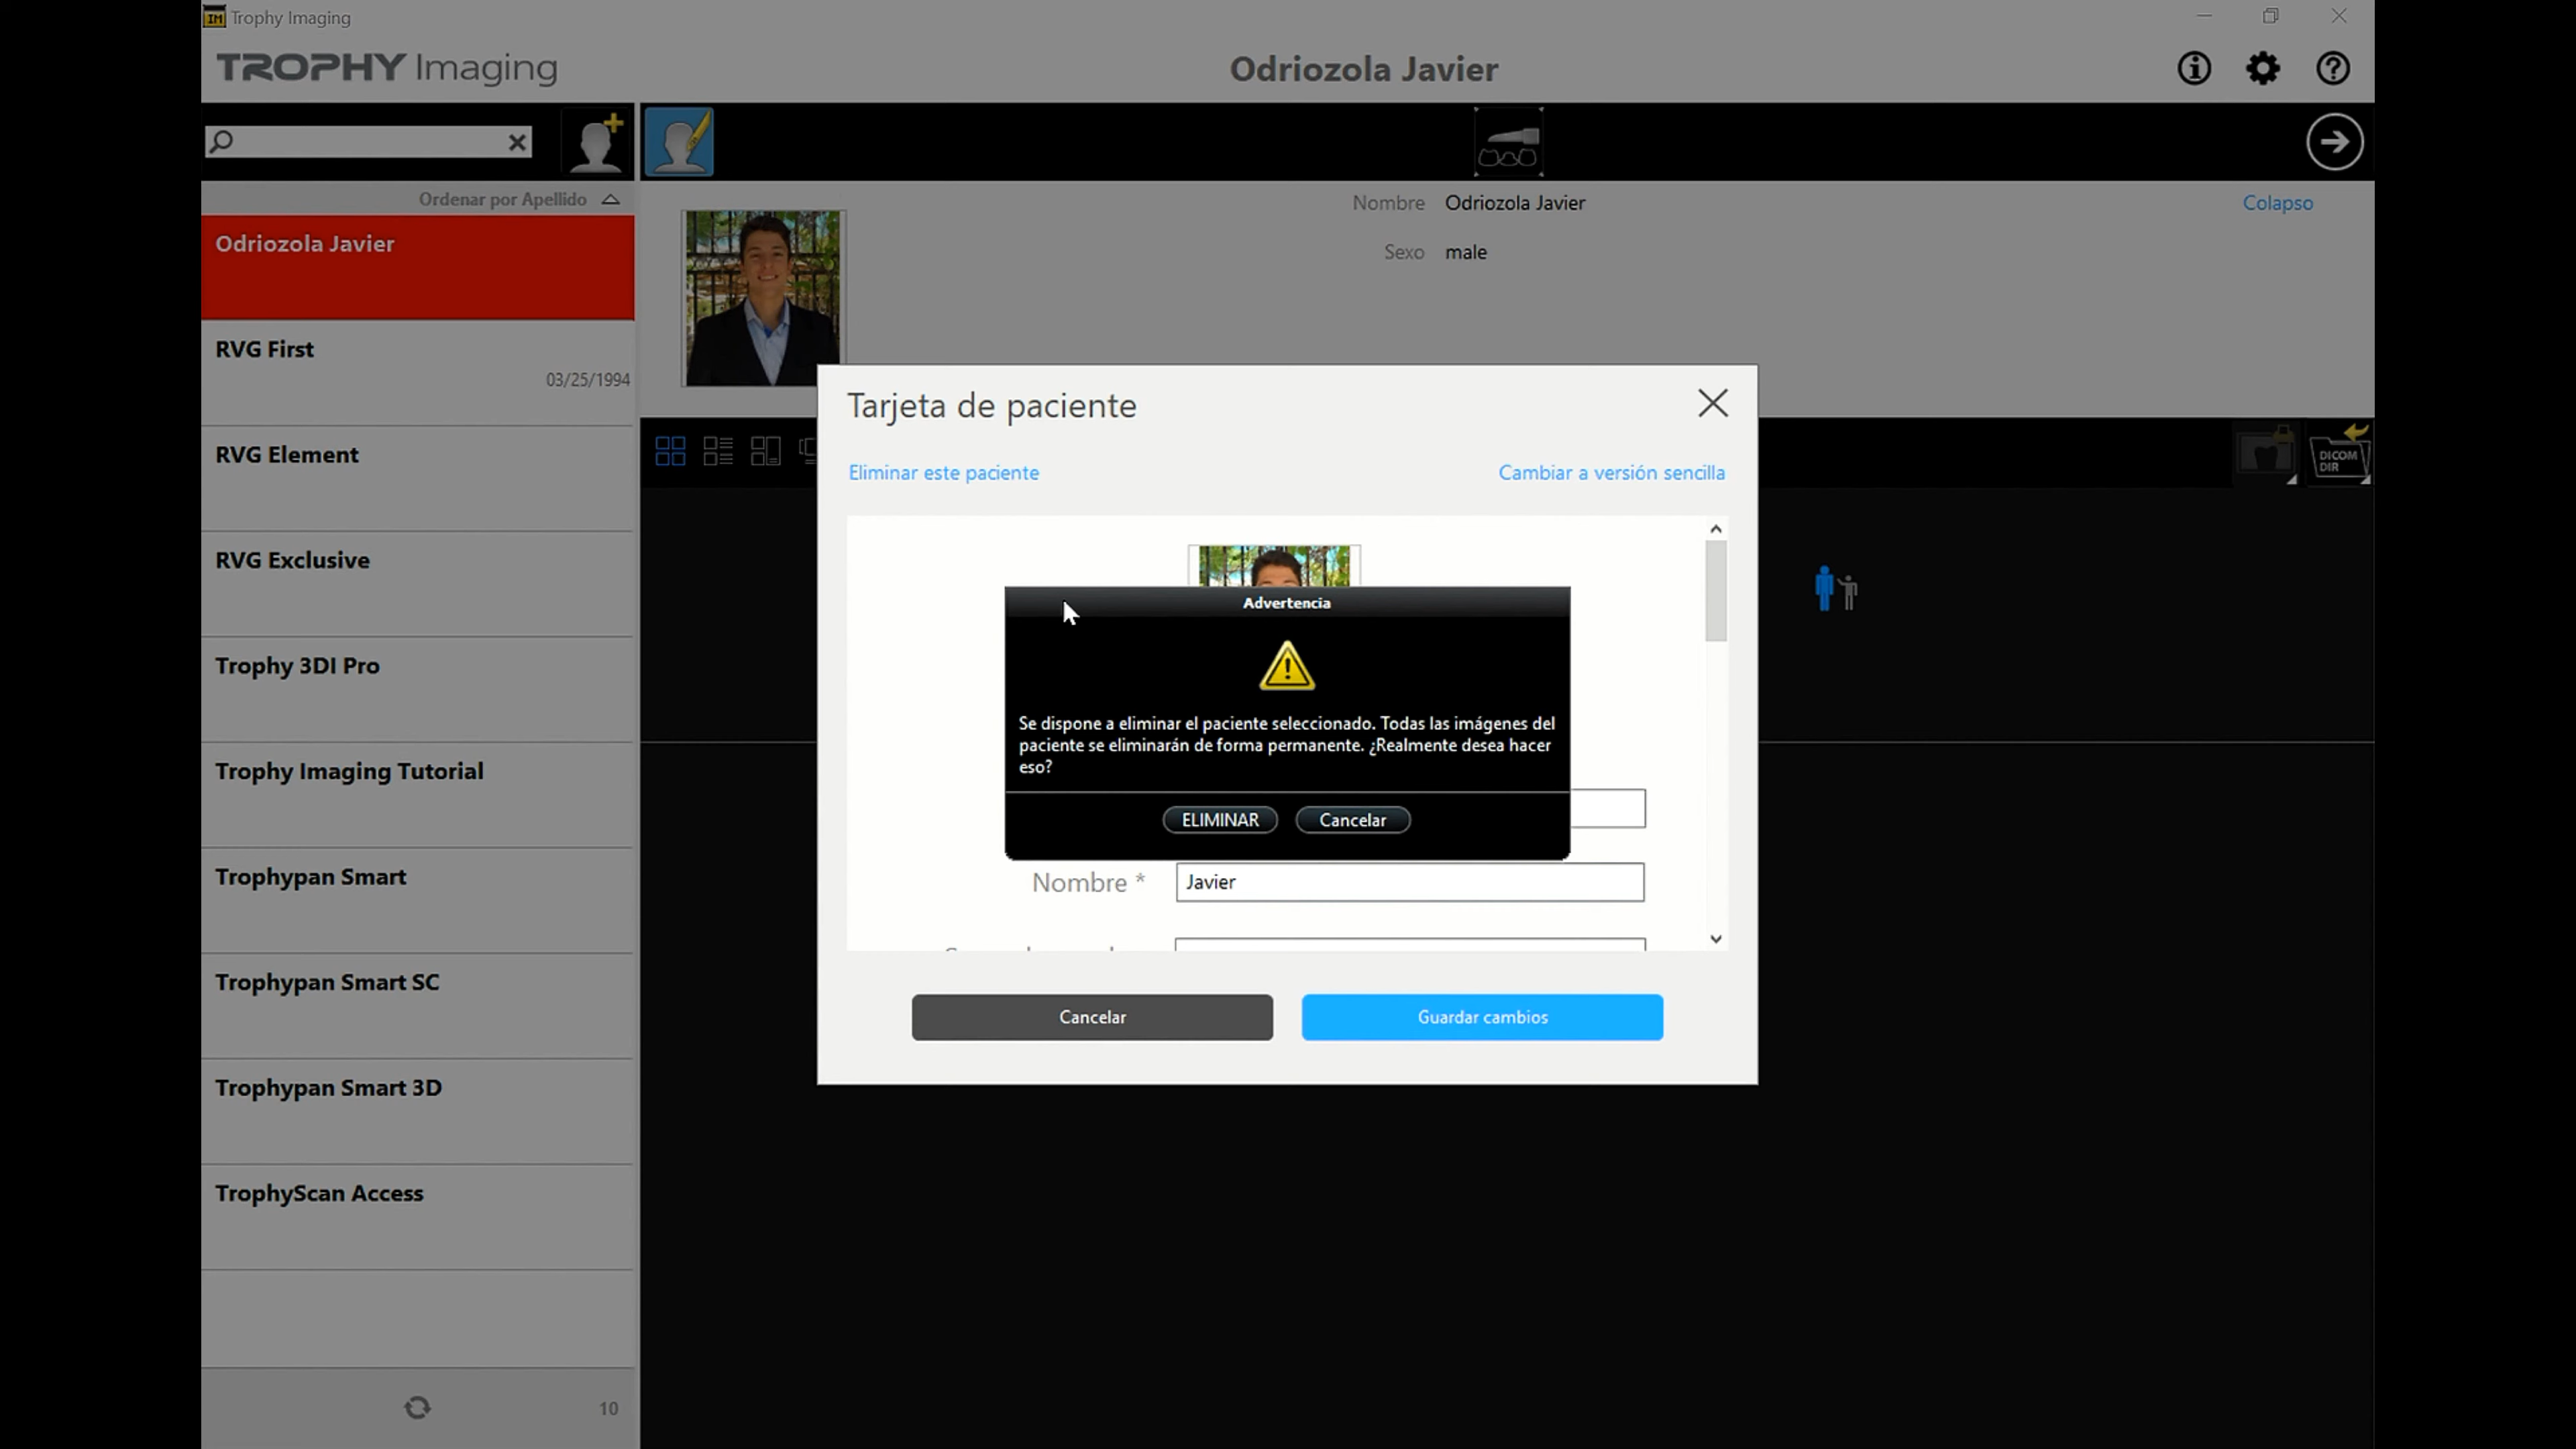 IM Trophy Imaging
TROPHY Imaging
Odriozola Javier
Ordenar por Apellido
Odriozola Javier
RVG First
03/25/1994
RVG Element
RVG Exclusive
Trophy 3DI Pro
Trophy Imaging Tutorial
Trophypan Smart
Trophypan Smart SC
Trophypan Smart 3D
TrophyScan Access
10
Nombre Odriozola Javier
Colapso
Sexo male
DICOM
DIR
Tarjeta de paciente
Eliminar este paciente
Cambiar a versión sencilla
Advertencia
Se dispone a eliminar el paciente seleccionado. Todas las imágenes del
paciente se eliminarán de forma permanente. ¿Realmente desea hacer
eso?
ELIMINAR
Cancelar
Nombre *
Javier
Cancelar
Guardar cambios